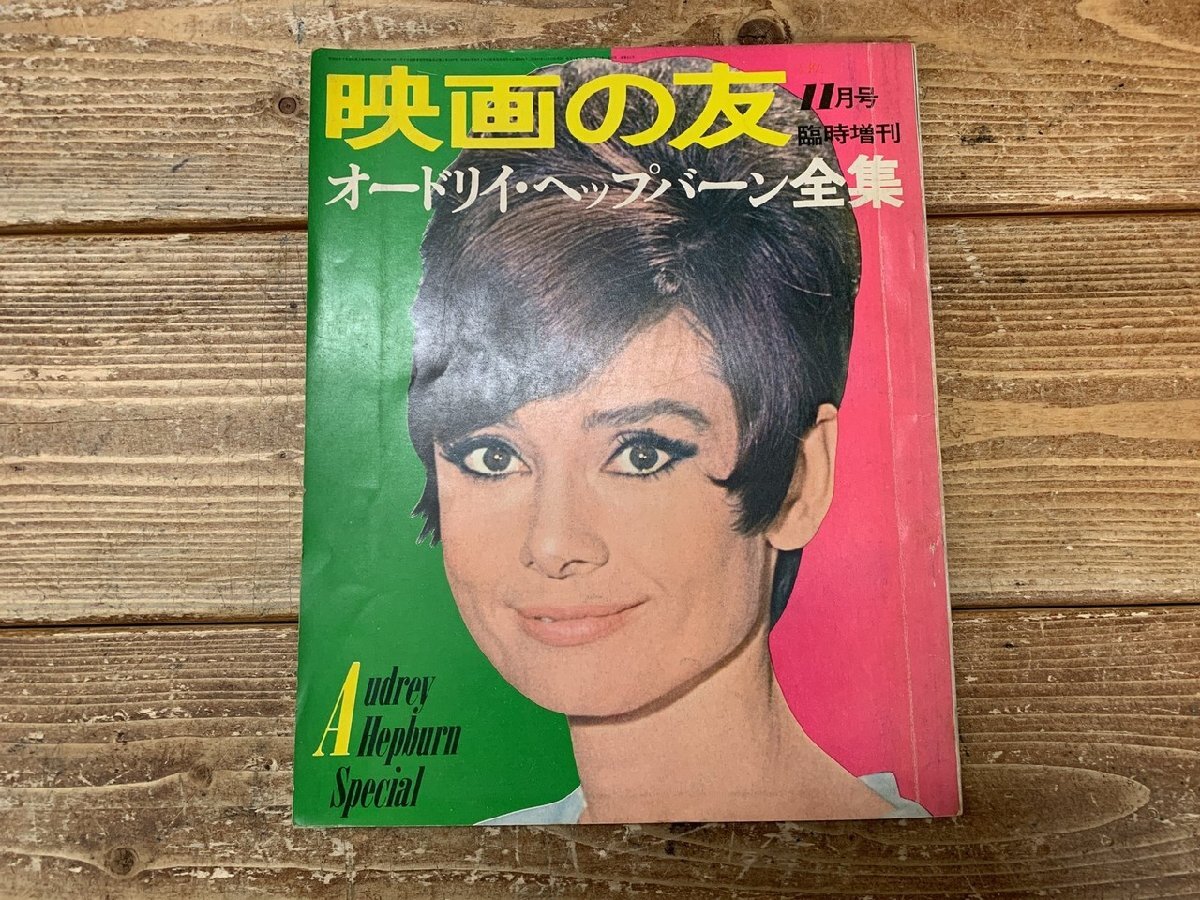 映画の友
11月号
臨時増刊
オードリイ・ヘップバーン全集
Audrey
Hepburn
Special